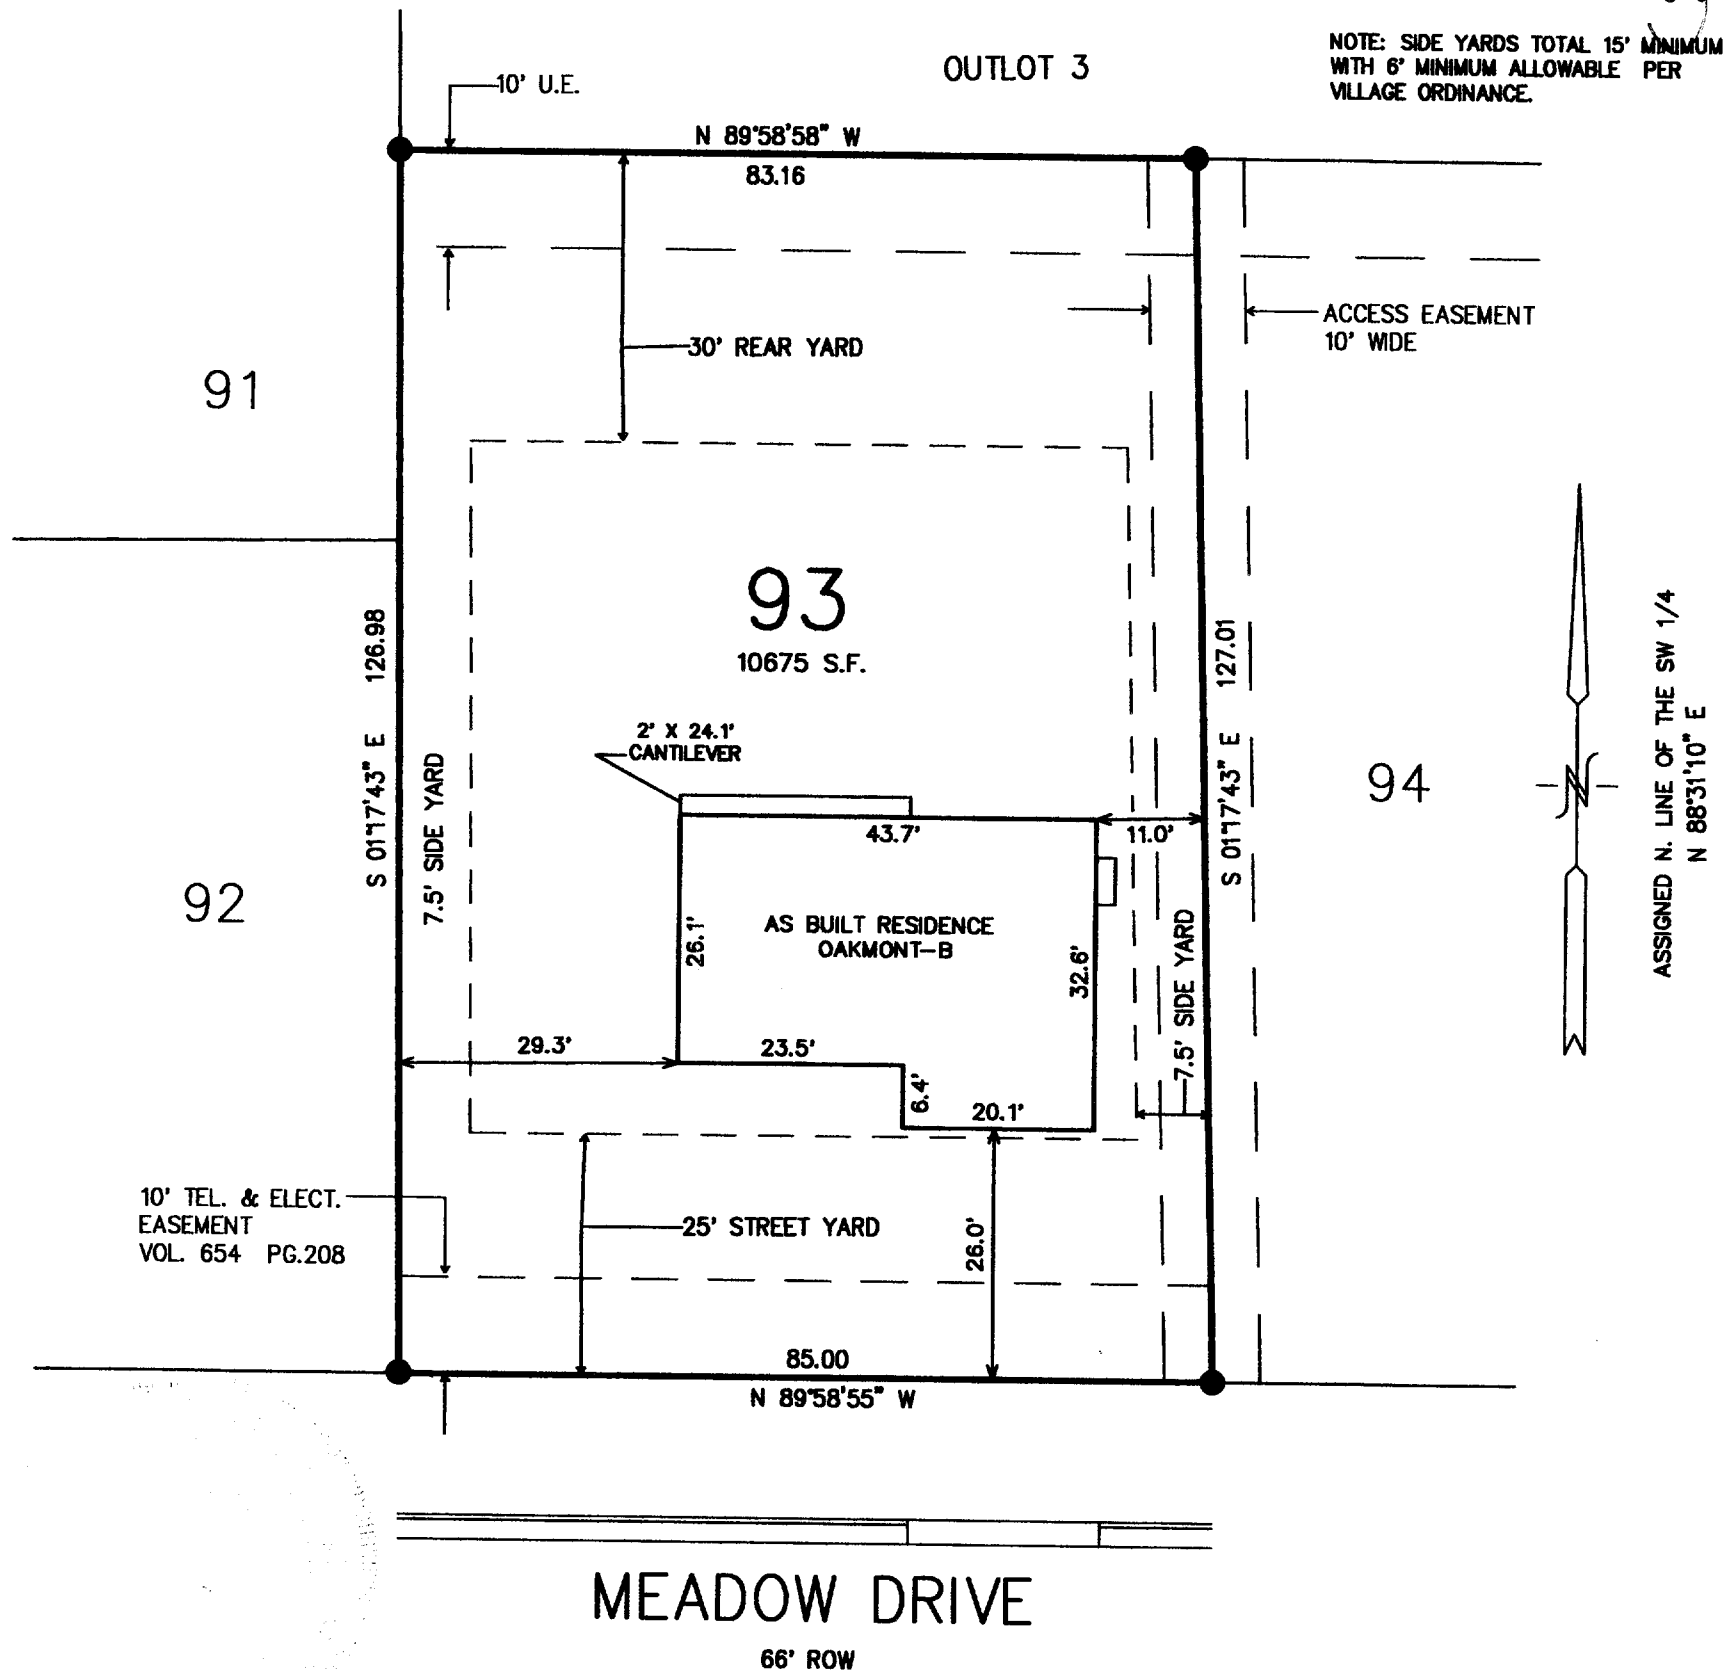 NOTE: SIDE YARDS TOTAL 15' MINIMUM
WITH 6' MINIMUM ALLOWABLE PER
VILLAGE ORDINANCE.
OUTLOT 3
10' U.E.
N 89°58'58" W
83.16
ACCESS EASEMENT
10' WIDE
30' REAR YARD
91
93
10675 S.F.
S 01°17'43" E 126.98
S 01°17'43" E 127.01
ASSIGNED N. LINE OF THE SW 1/4
N 88°31'10" E
N
2' X 24.1'
CANTILEVER
7.5' SIDE YARD
94
43.7'
11.0'
92
AS BUILT RESIDENCE
OAKMONT-B
26.1'
32.6'
7.5' SIDE YARD
29.3'
23.5'
6.4'
20.1'
10' TEL. & ELECT.
EASEMENT
VOL. 654 PG.208
25' STREET YARD
26.0'
85.00
N 89°58'55" W
MEADOW DRIVE
66' ROW